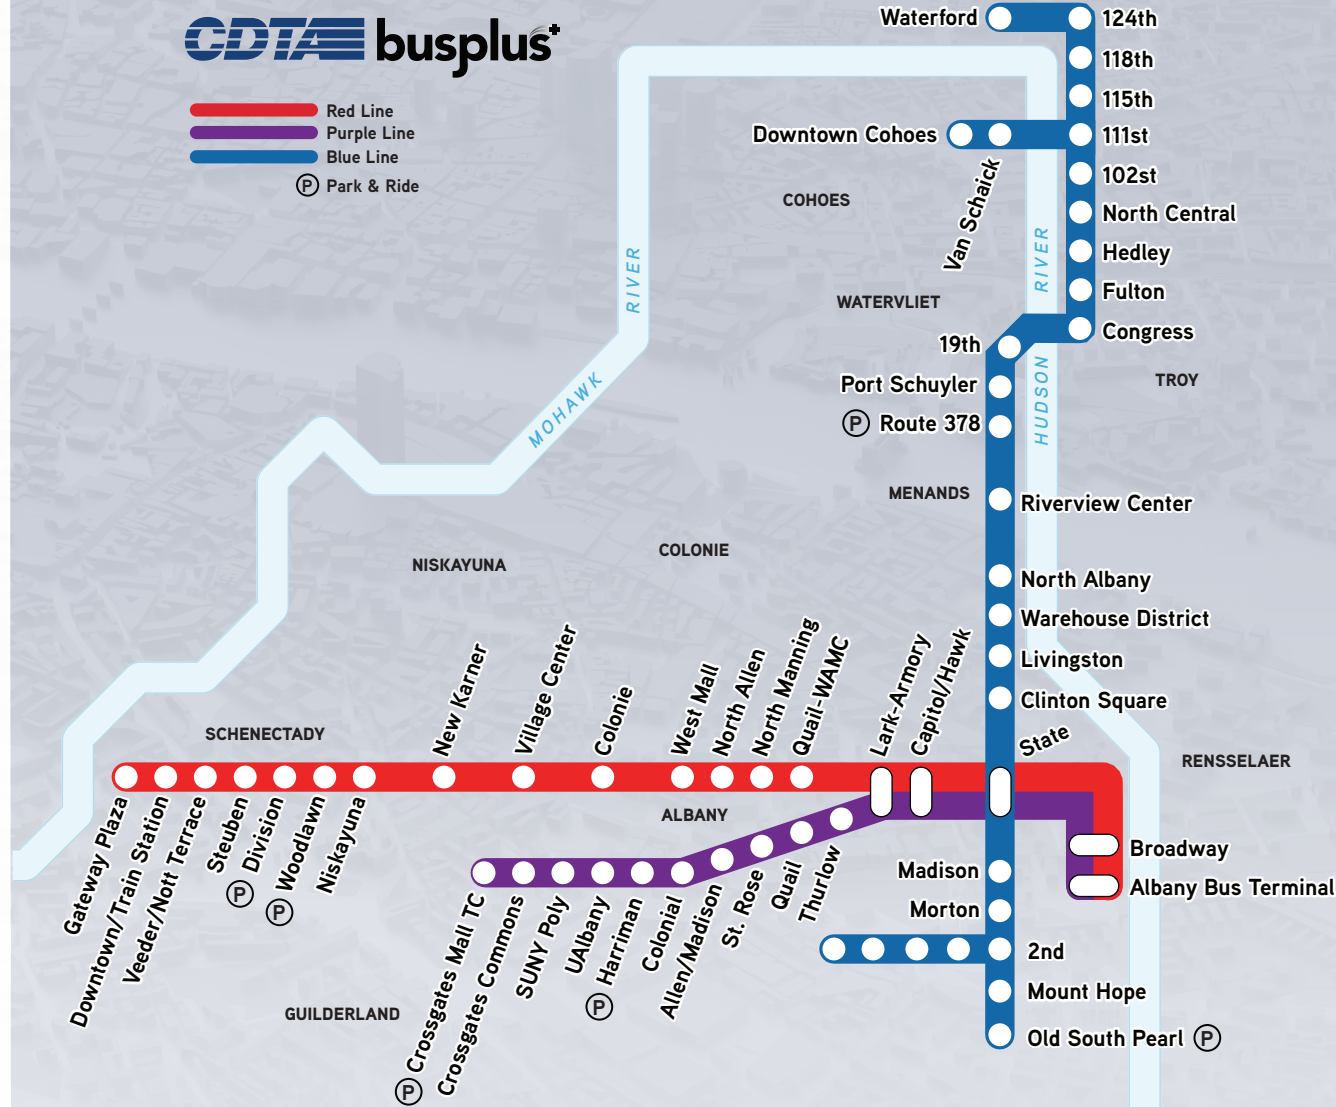 CDTA busplus+
Red Line
Purple Line
Blue Line
P Park & Ride
Waterford
124th
118th
115th
Downtown Cohoes
111st
Van Schaick
102st
COHOES
North Central
RIVER
RIVER
Hedley
WATERVLIET
Fulton
19th
Congress
Port Schuyler
TROY
MOHAWK
HUDSON
P Route 378
MENANDS
Riverview Center
COLONIE
NISKAYUNA
North Albany
Warehouse District
Livingston
Clinton Square
New Karner
Village Center
Colonie
West Mall
North Allen
North Manning
Quail-WAMC
Lark-Armory
Capitol/Hawk
State
SCHENECTADY
RENSSELAER
Gateway Plaza
Downtown/Train Station
Veeder/Nott Terrace
Steuben
P Division
P Woodlawn
Niskayuna
ALBANY
Broadway
Albany Bus Terminal
P Crossgates Mall TC
Crossgates Commons
SUNY Poly
UAlbany
P Harriman
Colonial
Allen/Madison
St. Rose
Quail
Thurlow
Madison
Morton
2nd
Mount Hope
GUILDERLAND
Old South Pearl P